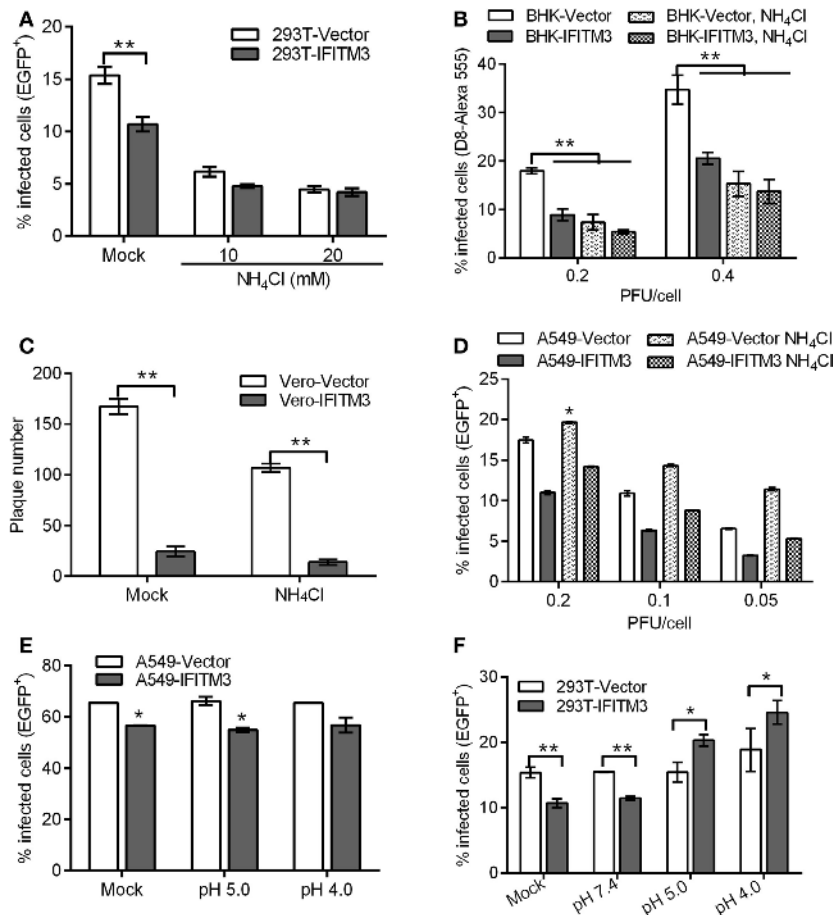 A
293T-Vector
293T-IFITM3
**
% infected cells (EGFP⁺)
20
15
10
5
0
Mock
10
20
NH₄Cl (mM)
B
BHK-Vector
BHK-Vector, NH₄Cl
BHK-IFITM3
BHK-IFITM3, NH₄Cl
**
**
% infected cells (D8-Alexa 555)
50
40
30
20
10
0
0.2
0.4
PFU/cell
C
Vero-Vector
Vero-IFITM3
**
**
Plaque number
200
150
100
50
0
Mock
NH₄Cl
D
A549-Vector
A549-Vector NH₄Cl
A549-IFITM3
A549-IFITM3 NH₄Cl
*
% infected cells (EGFP⁺)
25
20
15
10
5
0
0.2
0.1
0.05
PFU/cell
E
A549-Vector
A549-IFITM3
*
*
% infected cells (EGFP⁺)
80
60
40
20
0
Mock
pH 5.0
pH 4.0
F
293T-Vector
293T-IFITM3
**
**
*
*
% infected cells (EGFP⁺)
30
20
10
0
Mock
pH 7.4
pH 5.0
pH 4.0